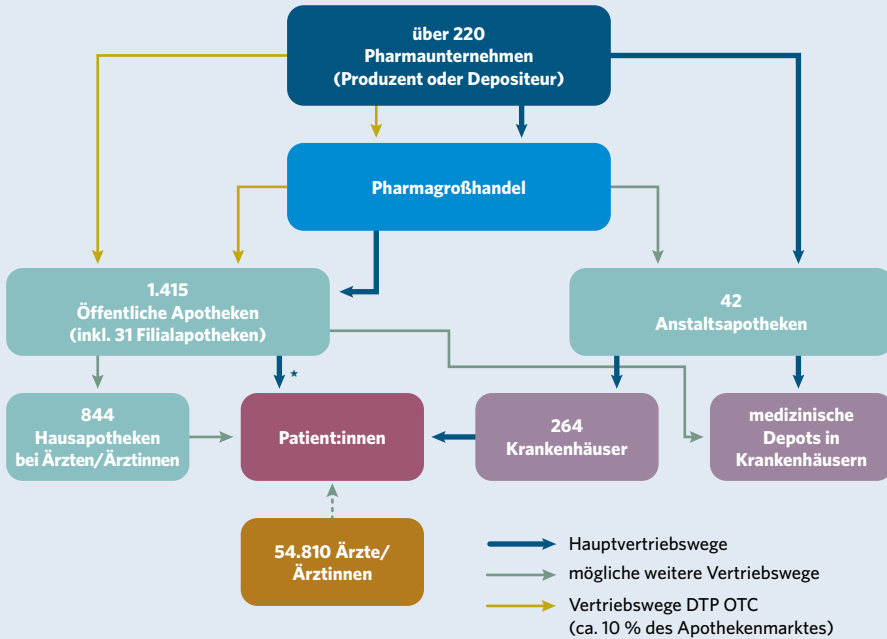 über 220
Pharmaunternehmen
(Produzent oder Depositeur)
Pharmagroßhandel
1.415
Öffentliche Apotheken
(inkl. 31 Filialapotheken)
42
Anstaltsapotheken
*
844
Hausapotheken
bei Ärzten/Ärztinnen
Patient:innen
264
Krankenhäuser
medizinische
Depots in
Krankenhäusern
54.810 Ärzte/
Ärztinnen
Hauptvertriebswege
mögliche weitere Vertriebswege
Vertriebswege DTP OTC
(ca. 10 % des Apothekenmarktes)